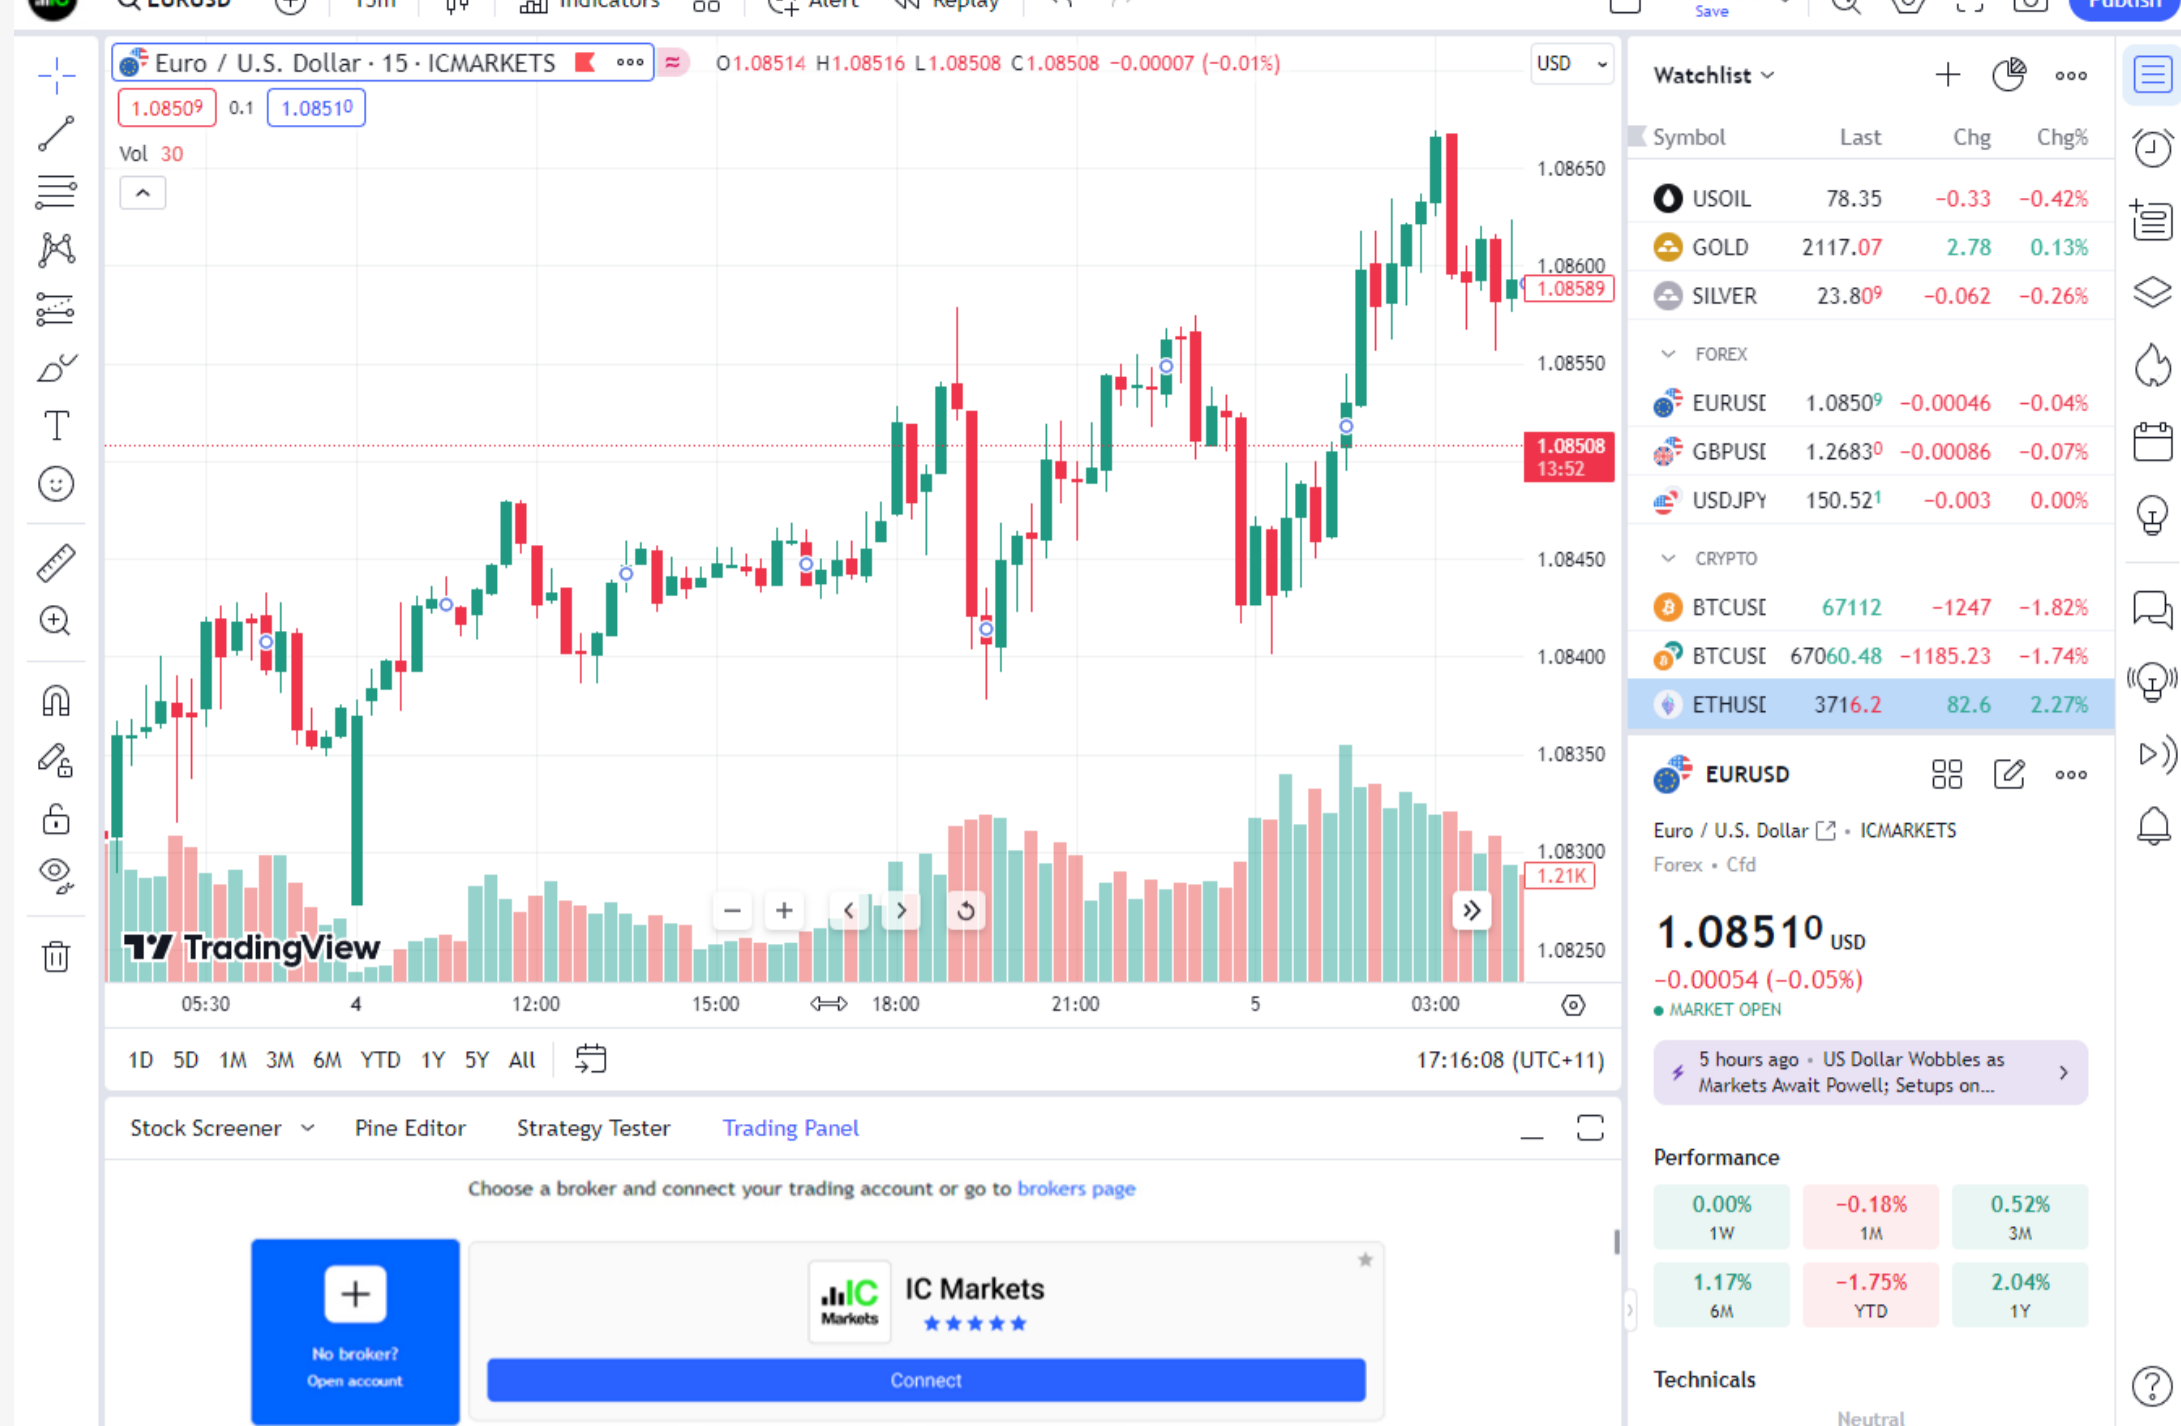 EURUSD
15m
Indicators
Alert
Replay
Save
Publish
Euro / U.S. Dollar · 15 · ICMARKETS
O1.08514 H1.08516 L1.08508 C1.08508 −0.00007 (−0.01%)
USD
1.08509 0.1 1.08510
Vol 30
1.08650
1.08600
1.08589
1.08550
1.08508
13:52
1.08450
1.08400
1.08350
1.08300
1.21K
1.08250
TradingView
05:30 4 12:00 15:00 18:00 21:00 5 03:00
1D 5D 1M 3M 6M YTD 1Y 5Y All
17:16:08 (UTC+11)
Stock Screener Pine Editor Strategy Tester Trading Panel
Choose a broker and connect your trading account or go to brokers page
No broker?
Open account
IC Markets
IC Markets
Connect
Watchlist
Symbol Last Chg Chg%
USOIL 78.35 −0.33 −0.42%
GOLD 2117.07 2.78 0.13%
SILVER 23.809 −0.062 −0.26%
FOREX
EURUSD 1.08509 −0.00046 −0.04%
GBPUSD 1.26830 −0.00086 −0.07%
USDJPY 150.521 −0.003 0.00%
CRYPTO
BTCUSD 67112 −1247 −1.82%
BTCUSD 67060.48 −1185.23 −1.74%
ETHUSD 3716.2 82.6 2.27%
EURUSD
Euro / U.S. Dollar • ICMARKETS
Forex • Cfd
1.08510 USD
−0.00054 (−0.05%)
MARKET OPEN
5 hours ago • US Dollar Wobbles as
Markets Await Powell; Setups on...
Performance
0.00% −0.18% 0.52%
1W 1M 3M
1.17% −1.75% 2.04%
6M YTD 1Y
Technicals
Neutral